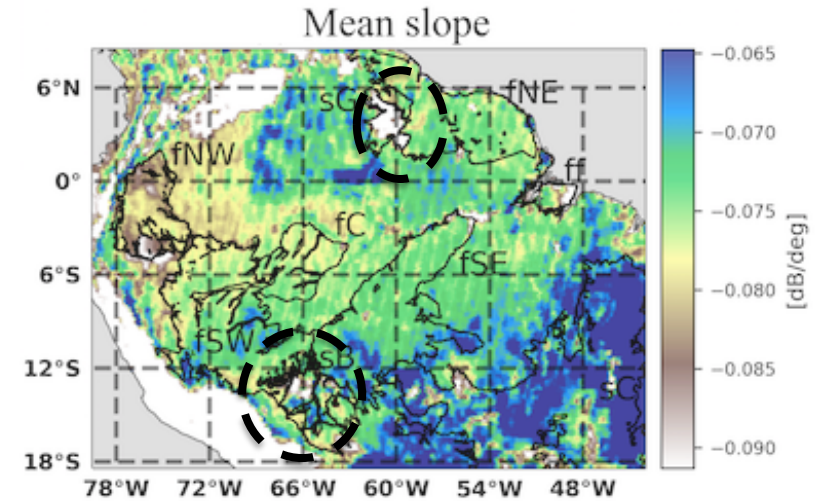 Mean slope
6°N
0°
6°S
12°S
18°S
78°W 72°W 66°W 60°W 54°W 48°W
sG
fNE
fNW
ff
fC
fSE
fSW
sB
sC
−0.065
−0.070
−0.075
−0.080
−0.085
−0.090
[dB/deg]